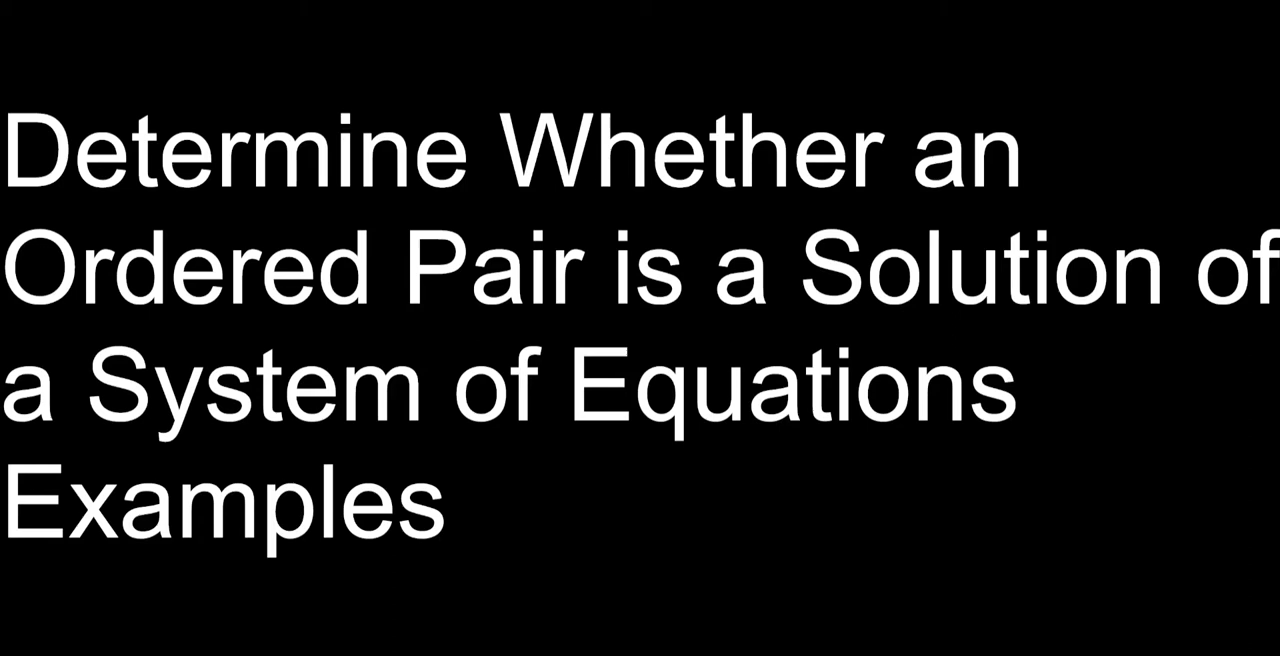 Determine Whether an
Ordered Pair is a Solution of
a System of Equations
Examples